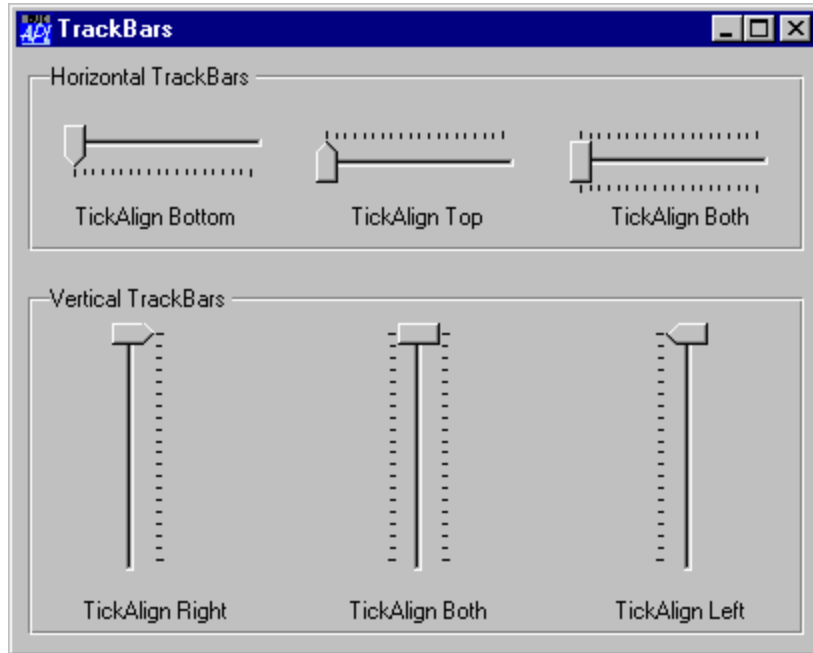 TrackBars
Horizontal TrackBars
TickAlign Bottom
TickAlign Top
TickAlign Both
Vertical TrackBars
TickAlign Right
TickAlign Both
TickAlign Left